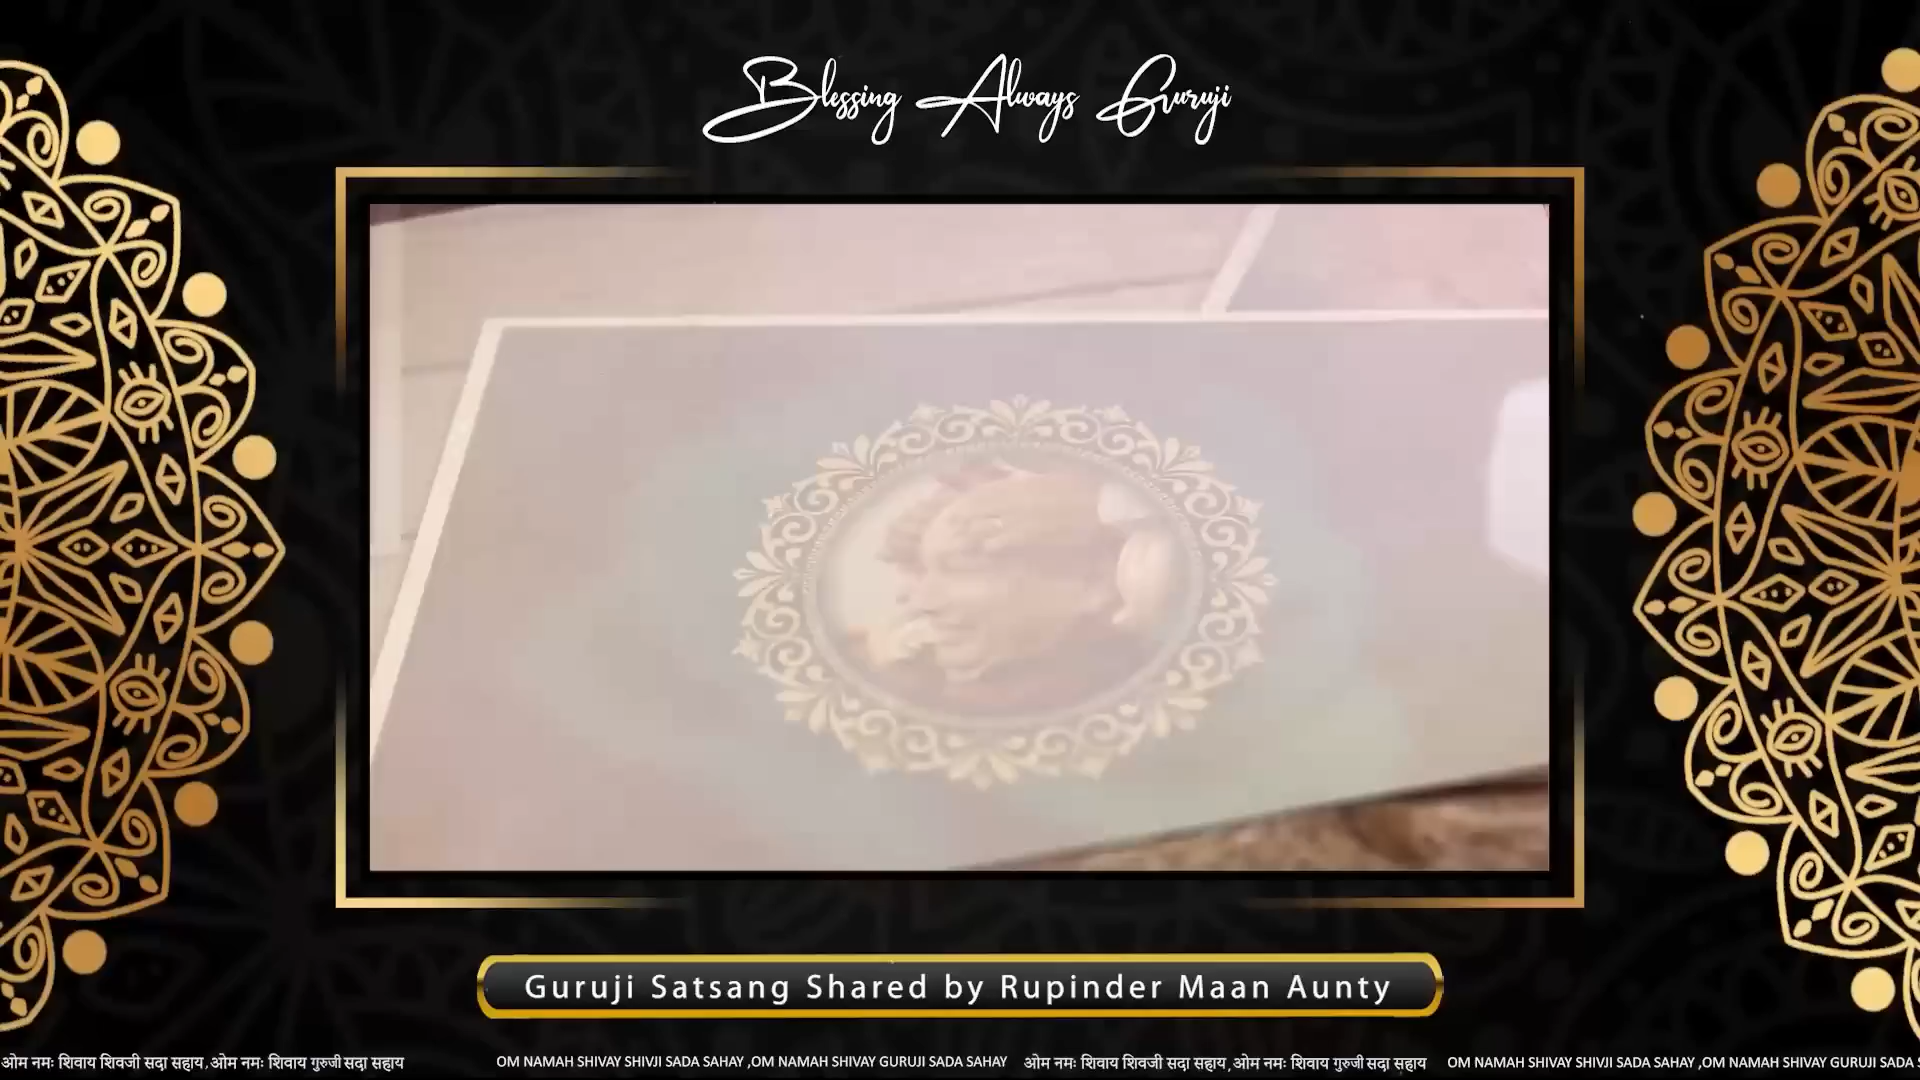 Blessing Always Guruji
Guruji Satsang Shared by Rupinder Maan Aunty
ओम नमः शिवाय शिवजी सदा सहाय,ओम नमः शिवाय गुरुजी सदा सहाय OM NAMAH SHIVAY SHIVJI SADA SAHAY ,OM NAMAH SHIVAY GURUJI SADA SAHAY ओम नमः शिवाय शिवजी सदा सहाय,ओम नमः शिवाय गुरुजी सदा सहाय OM NAMAH SHIVAY SHIVJI SADA SAHAY ,OM NAMAH SHIVAY GURUJI SADA